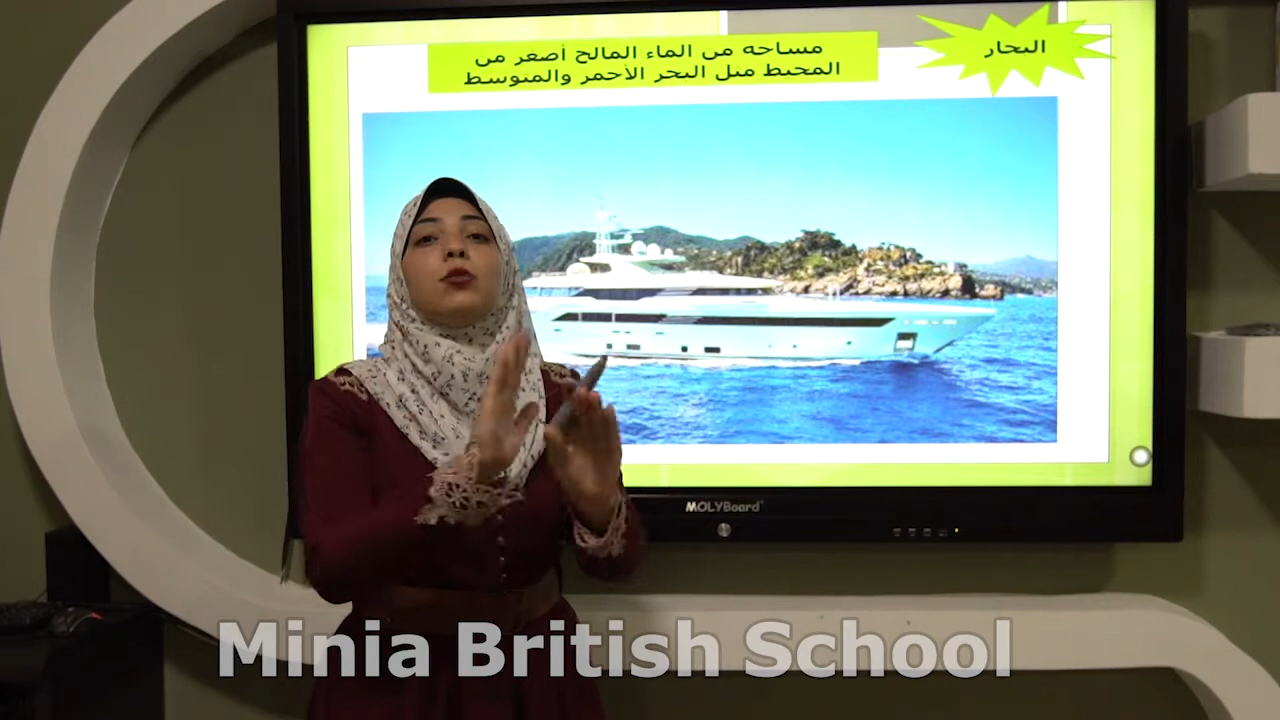 البحار
مساحه من الماء المالح أصغر من
المحيط مثل البحر الأحمر والمتوسط
MOLYBoard
Minia British School